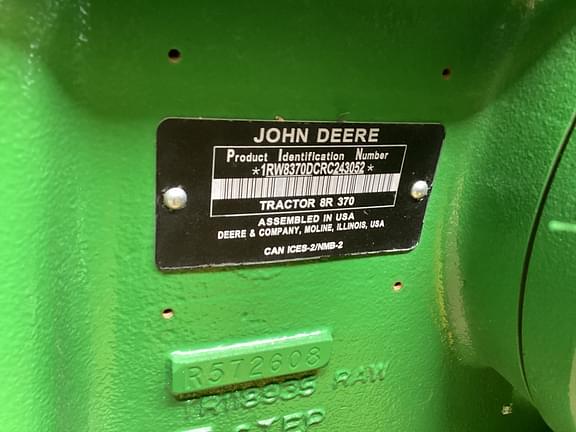 JOHN DEERE
Product Identification Number
*1RW8370DCRC243052*
TRACTOR 8R 370
ASSEMBLED IN USA
DEERE & COMPANY, MOLINE, ILLINOIS, USA
CAN ICES-2/NMB-2
R572608
RAW